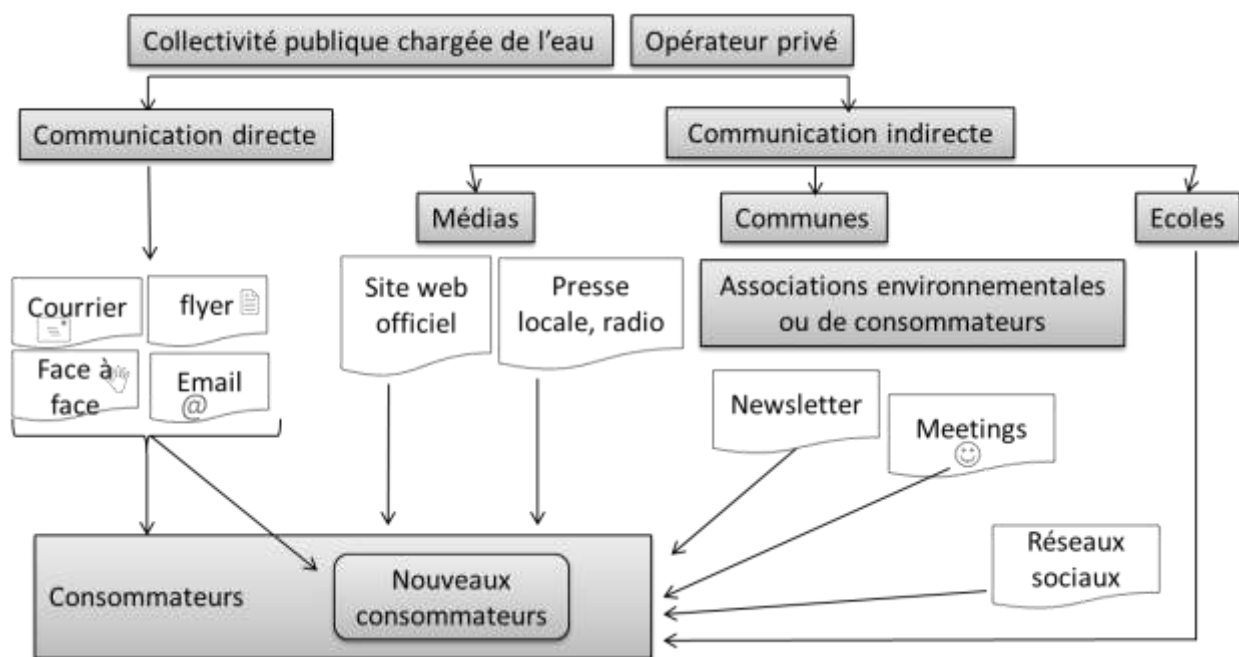 Collectivité publique chargée de l'eau
Opérateur privé
Communication directe
Communication indirecte
Médias
Communes
Ecoles
Courrier
flyer
Face à
face
Email
@
Site web
officiel
Presse
locale, radio
Associations environnementales
ou de consommateurs
Newsletter
Meetings
Réseaux
sociaux
Consommateurs
Nouveaux
consommateurs